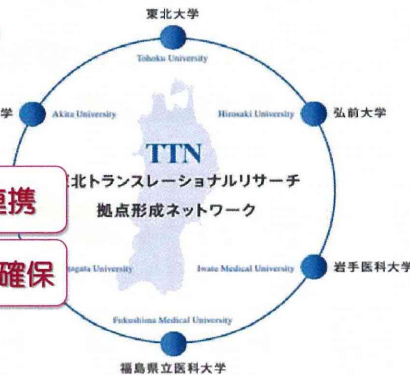 東北大学
Tohoku University
学
Akita University
Hirosaki University
弘前大学
TTN
北トランスレーショナルリサーチ
拠点形成ネットワーク
携
確保
Iwate Medical University
岩手医科大学
Fukushima Medical University
福島県立医科大学